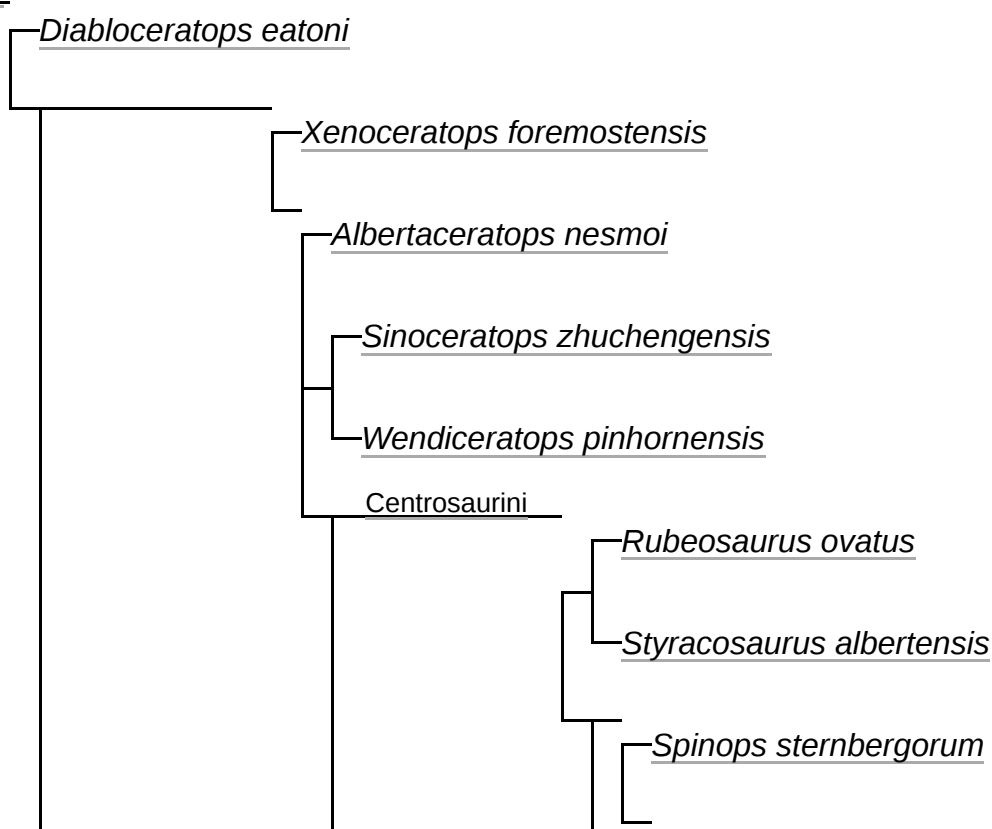 Diabloceratops eatoni
Xenoceratops foremostensis
Albertaceratops nesmoi
Sinoceratops zhuchengensis
Wendiceratops pinhornensis
Centrosaurini
Rubeosaurus ovatus
Styracosaurus albertensis
Spinops sternbergorum